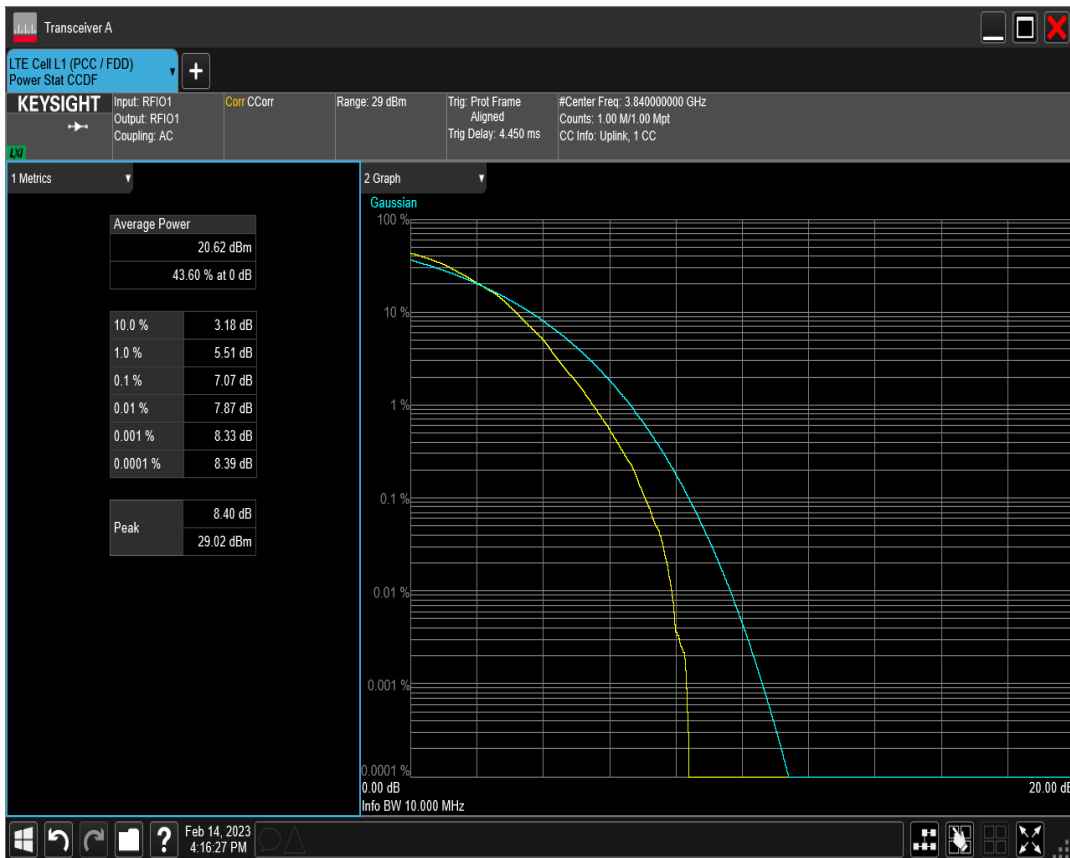 Transceiver A
LTE Cell L1 (PCC / FDD)
Power Stat CCDF
KEYSIGHT
LXI
Input: RFIO1
Output: RFIO1
Coupling: AC
Corr CCorr
Range: 29 dBm
Trig: Prot Frame
Aligned
Trig Delay: 4.450 ms
#Center Freq: 3.840000000 GHz
Counts: 1.00 M/1.00 Mpt
CC Info: Uplink, 1 CC
1 Metrics
Average Power
20.62 dBm
43.60 % at 0 dB
10.0 % 3.18 dB
1.0 % 5.51 dB
0.1 % 7.07 dB
0.01 % 7.87 dB
0.001 % 8.33 dB
0.0001 % 8.39 dB
Peak
8.40 dB
29.02 dBm
2 Graph
Gaussian
100 %
10 %
1 %
0.1 %
0.01 %
0.001 %
0.0001 %
0.00 dB 20.00 dB
Info BW 10.000 MHz
? Feb 14, 2023
4:16:27 PM